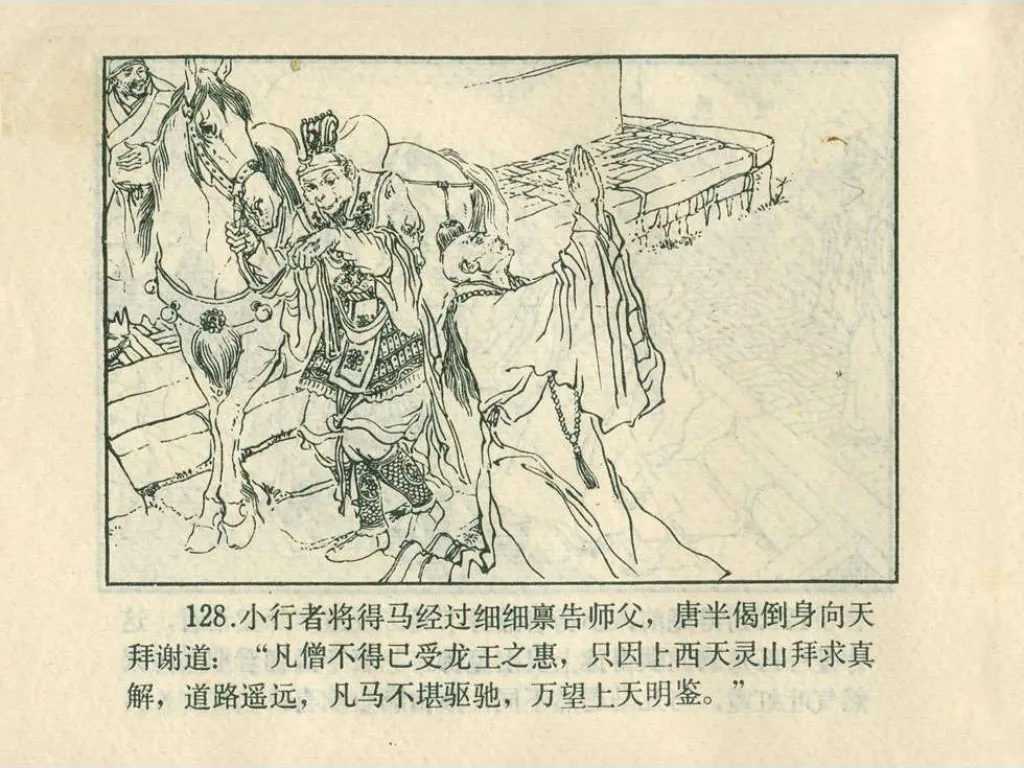 128.小行者将得马经过细细禀告师父，唐半偈倒身向天
拜谢道：“凡僧不得已受龙王之惠，只因上西天灵山拜求真
解，道路遥远，凡马不堪驱驰，万望上天明鉴。”